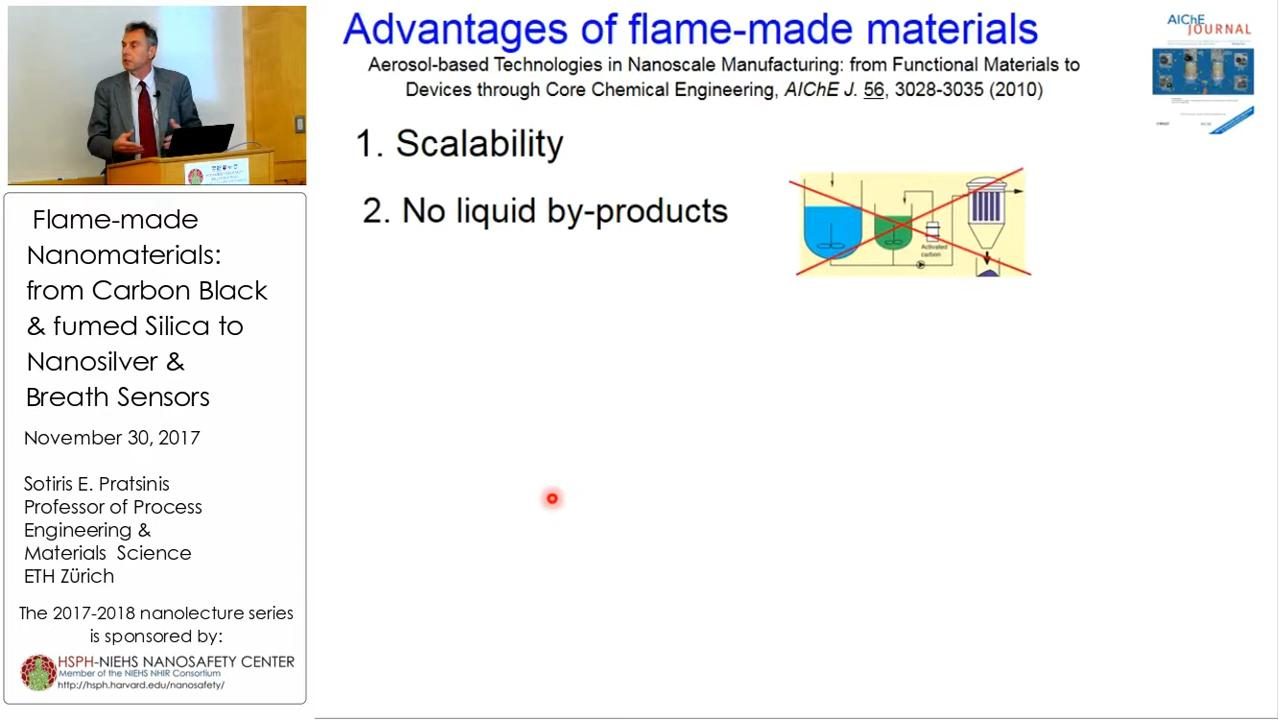 Advantages of flame-made materials
Aerosol-based Technologies in Nanoscale Manufacturing: from Functional Materials to
Devices through Core Chemical Engineering, AIChE J. 56, 3028-3035 (2010)
AIChE
JOURNAL
1. Scalability
2. No liquid by-products
Activated
carbon
Flame-made
Nanomaterials:
from Carbon Black
& fumed Silica to
Nanosilver &
Breath Sensors
November 30, 2017
Sotiris E. Pratsinis
Professor of Process
Engineering &
Materials Science
ETH Zürich
The 2017-2018 nanolecture series
is sponsored by:
HSPH-NIEHS NANOSAFETY CENTER
Member of the NIEHS NHIR Consortium
http://hsph.harvard.edu/nanosafety/